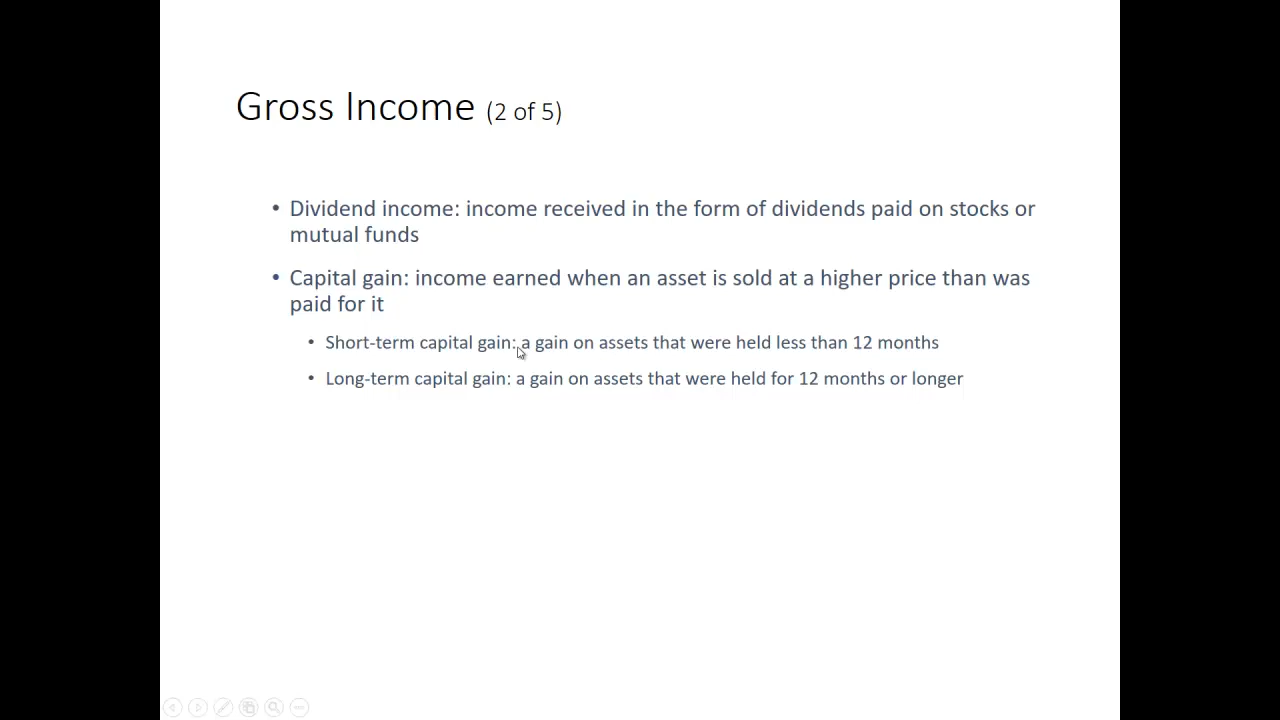 Gross Income (2 of 5)
• Dividend income: income received in the form of dividends paid on stocks or
mutual funds
• Capital gain: income earned when an asset is sold at a higher price than was
paid for it
• Short-term capital gain: a gain on assets that were held less than 12 months
• Long-term capital gain: a gain on assets that were held for 12 months or longer